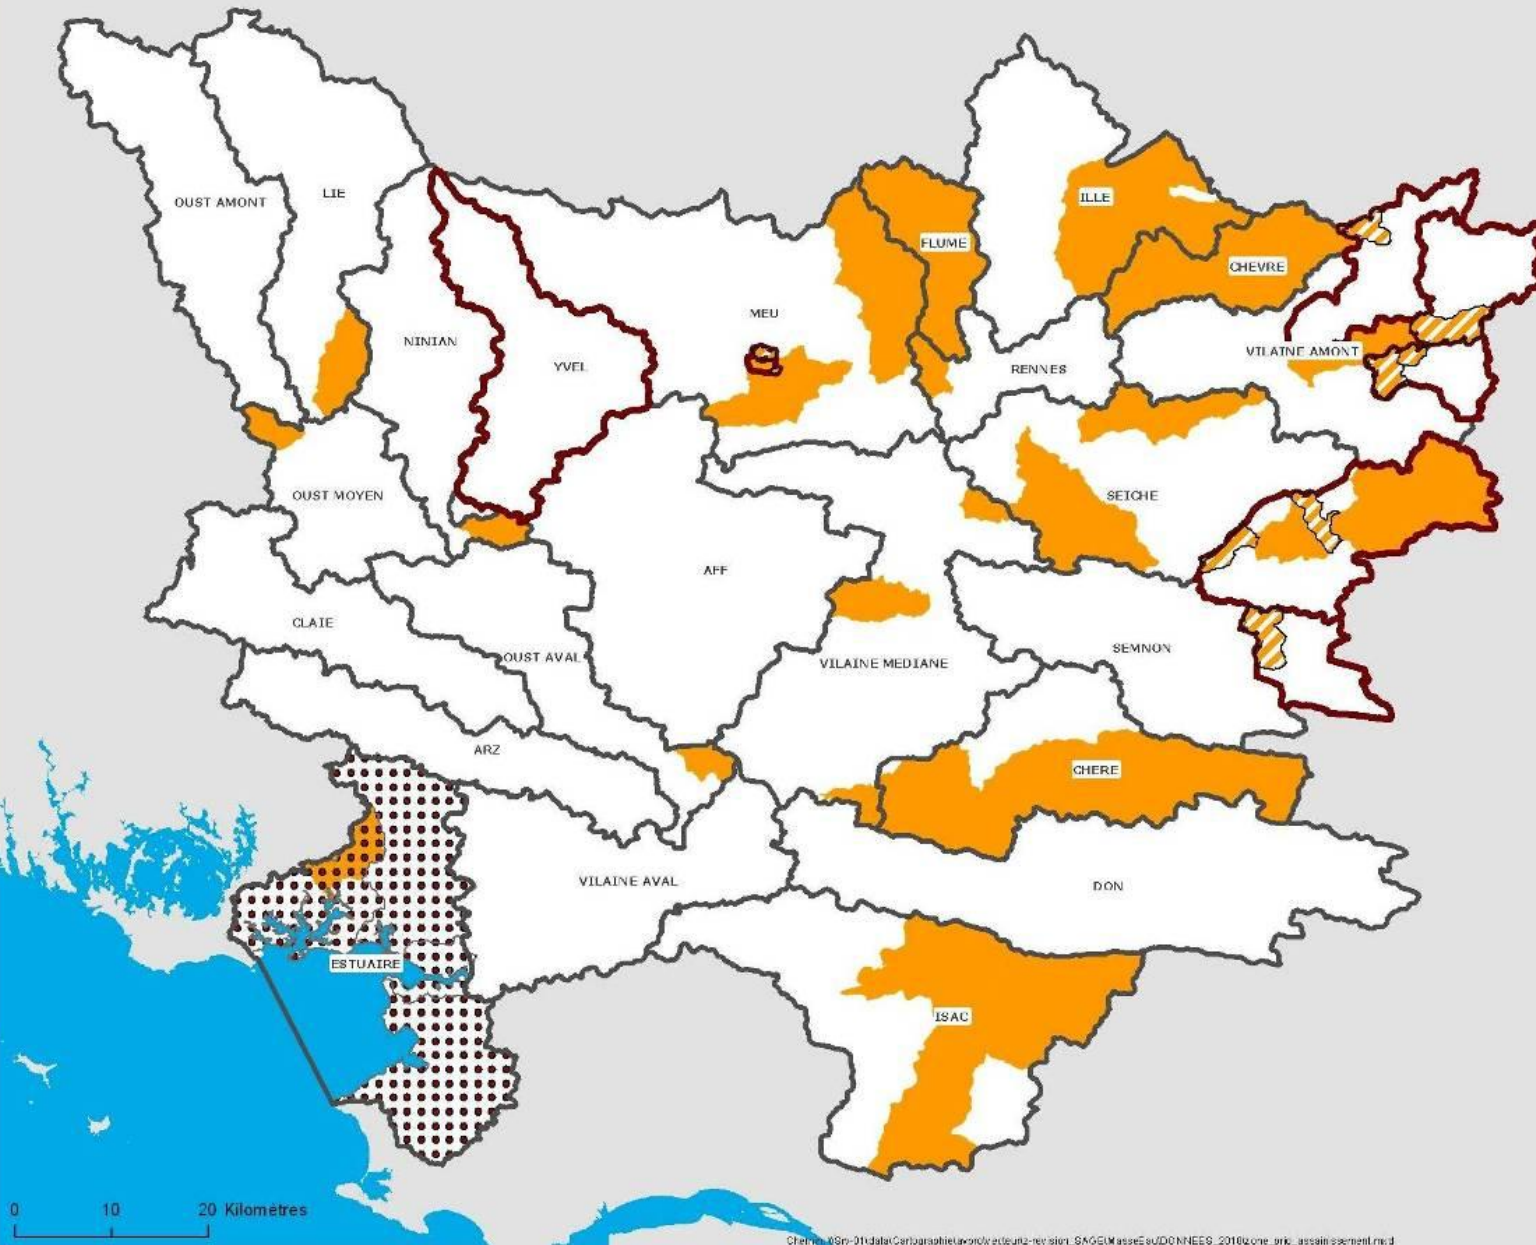 OUST AMONT
LIE
ILLE
FLUME
CHEVRE
MEU
NINIAN
YVEL
RENNES
VILAINE AMONT
OUST MOYEN
SEICHE
AFF
CLAIE
OUST AVAL
VILAINE MEDIANE
SEMNON
ARZ
CHERE
VILAINE AVAL
DON
ESTUAIRE
ISAC
0 10 20 Kilomètres